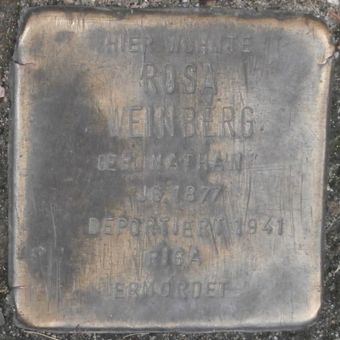 HIER WOHNTE
ROSA
WEINBERG
GEB. NATHAN
JG. 1877
DEPORTIERT 1941
RIGA
ERMORDET